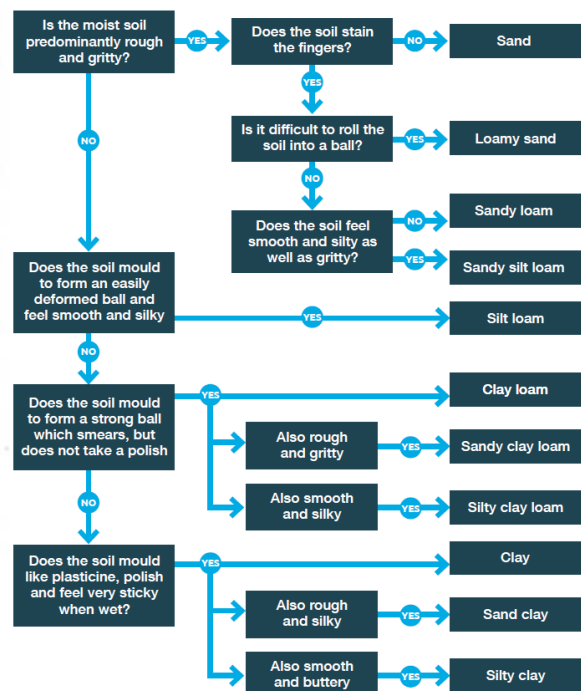 Is the moist soil
predominantly rough
and gritty?
YES
Does the soil stain
the fingers?
NO
Sand
YES
NO
Is it difficult to roll the
soil into a ball?
YES
Loamy sand
NO
Does the soil feel
smooth and silty as
well as gritty?
NO
Sandy loam
YES
Sandy silt loam
Does the soil mould
to form an easily
deformed ball and
feel smooth and silky
YES
Silt loam
NO
Does the soil mould
to form a strong ball
which smears, but
does not take a polish
YES
Clay loam
Also rough
and gritty
YES
Sandy clay loam
NO
Also smooth
and silky
YES
Silty clay loam
Does the soil mould
like plasticine, polish
and feel very sticky
when wet?
YES
Clay
Also rough
and silky
YES
Sand clay
Also smooth
and buttery
YES
Silty clay